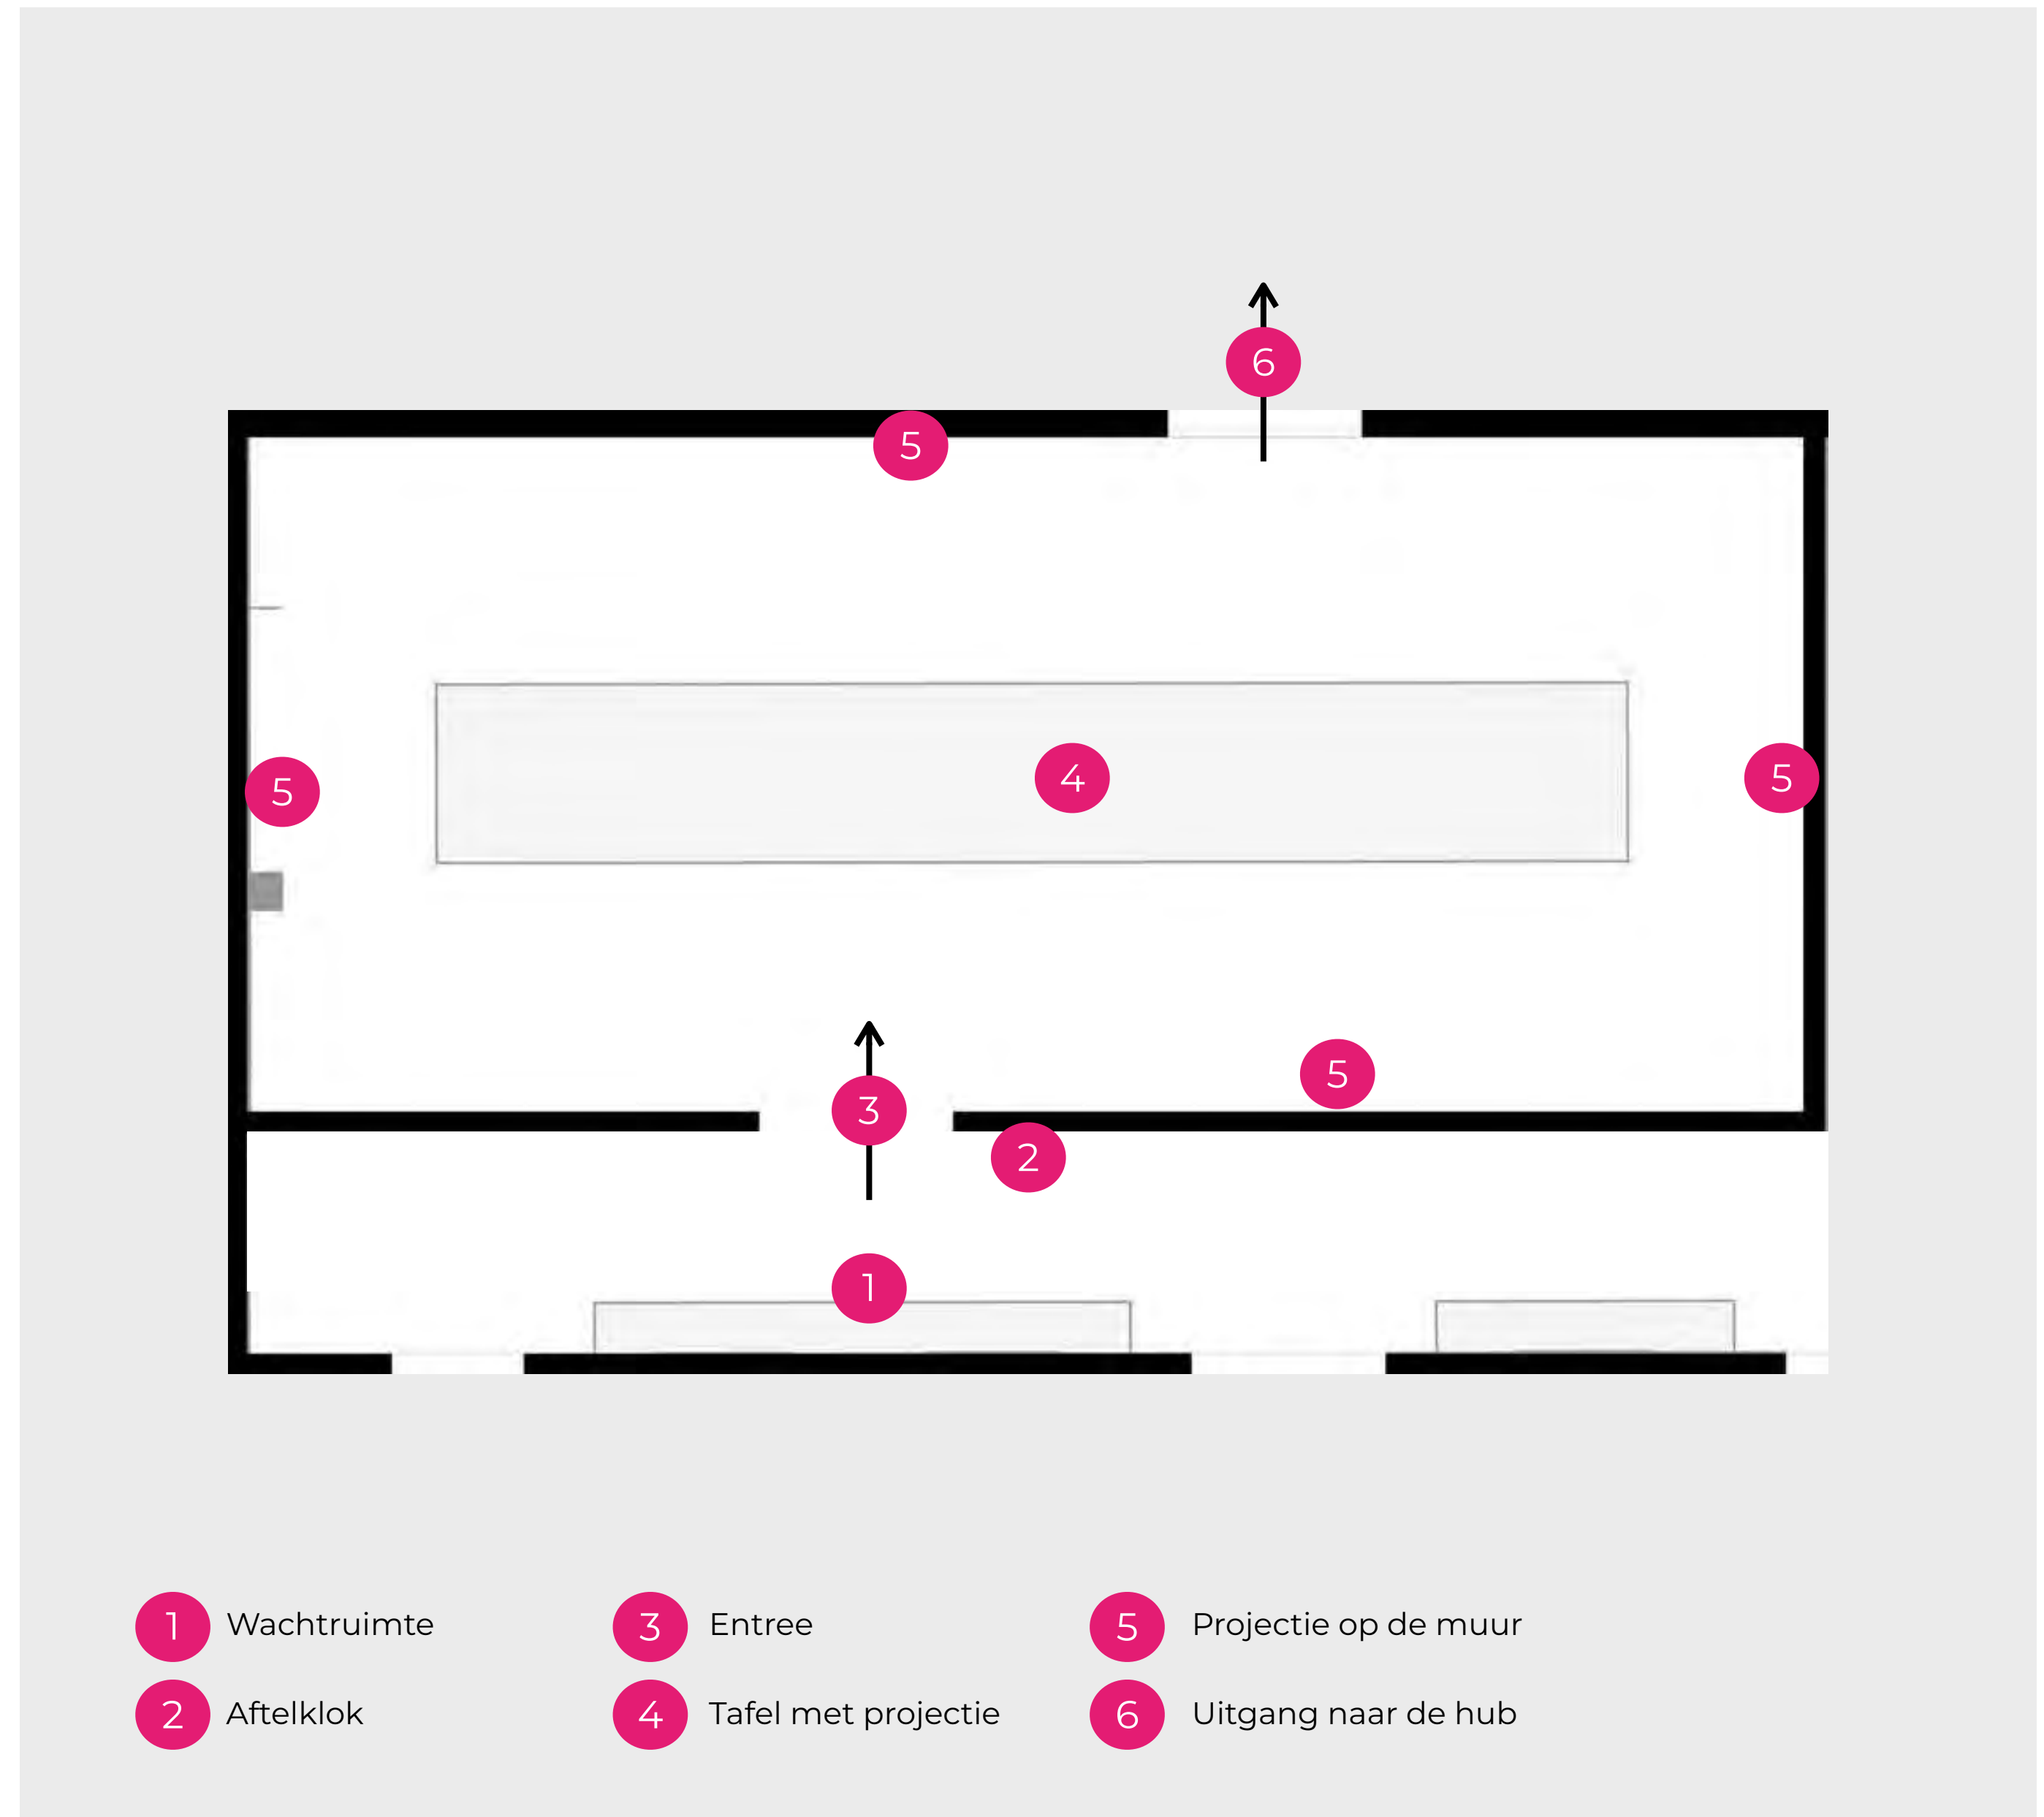 6
5
5
4
5
5
3
2
1
1 Wachtruimte
3 Entree
5 Projectie op de muur
2 Aftelklok
4 Tafel met projectie
6 Uitgang naar de hub